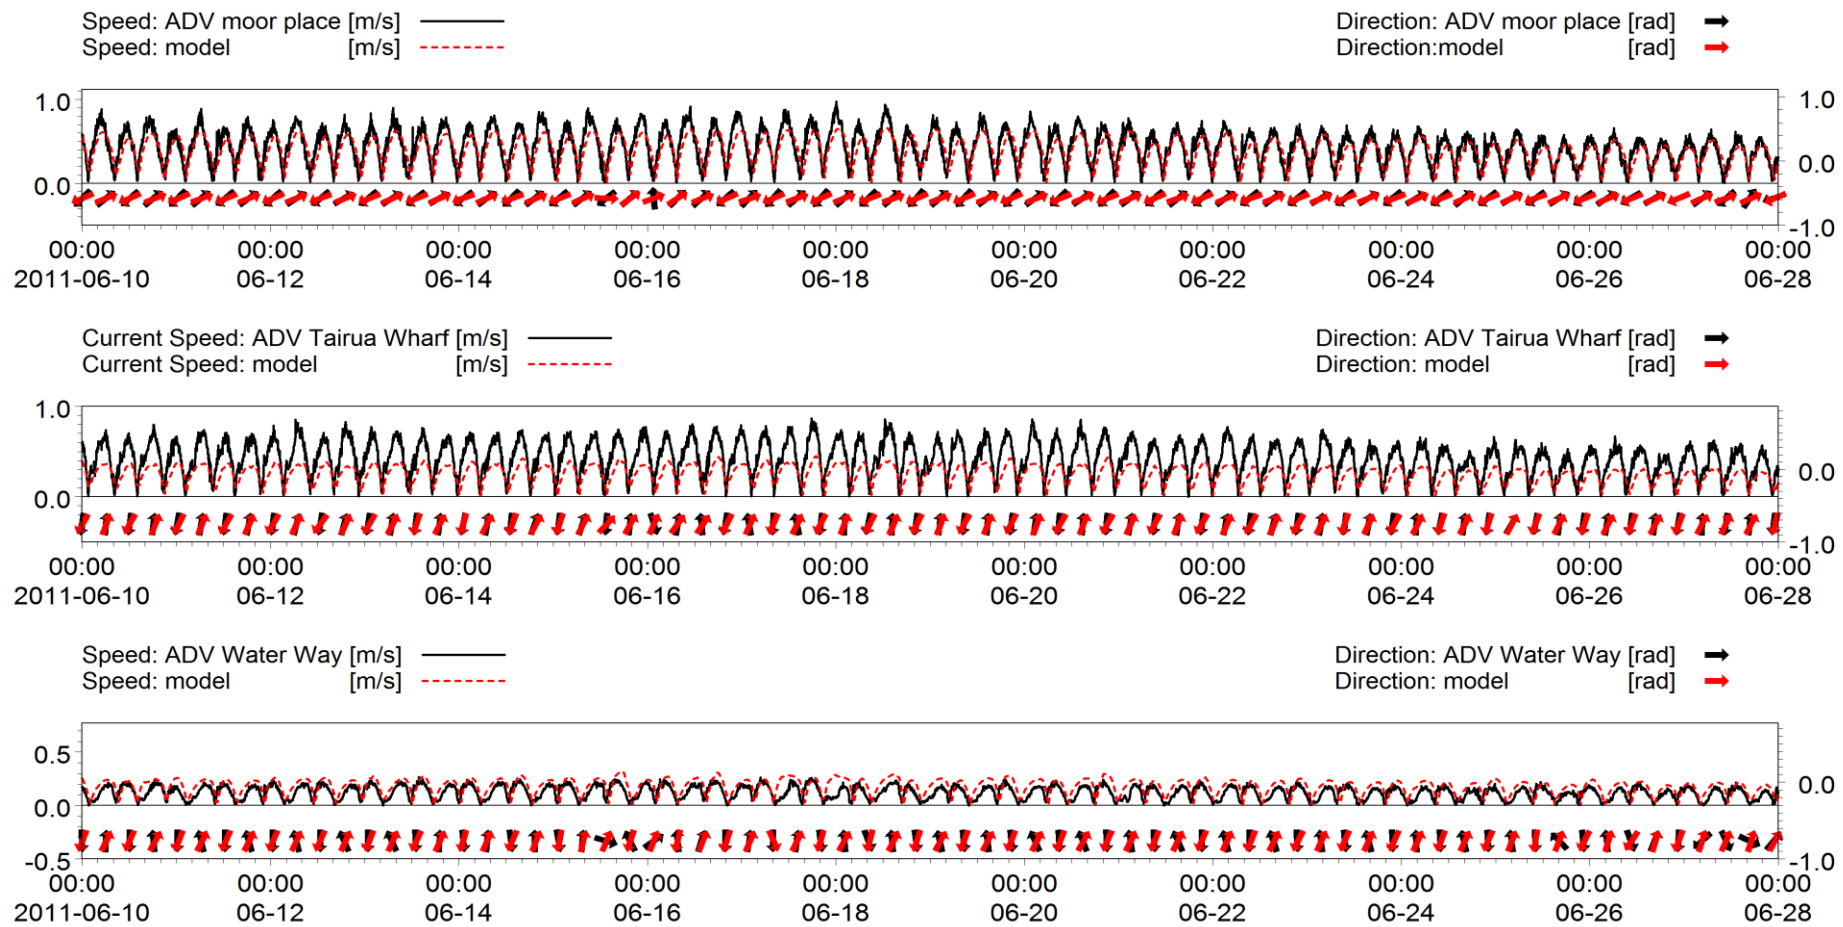 Speed: ADV moor place [m/s] Direction: ADV moor place [rad]
Speed: model [m/s] Direction:model [rad]
1.0 1.0
0.0 0.0
-1.0
00:00 00:00 00:00 00:00 00:00 00:00 00:00 00:00 00:00 00:00
2011-06-10 06-12 06-14 06-16 06-18 06-20 06-22 06-24 06-26 06-28
Current Speed: ADV Tairua Wharf [m/s] Direction: ADV Tairua Wharf [rad]
Current Speed: model [m/s] Direction: model [rad]
1.0
0.0 0.0
-1.0
00:00 00:00 00:00 00:00 00:00 00:00 00:00 00:00 00:00 00:00
2011-06-10 06-12 06-14 06-16 06-18 06-20 06-22 06-24 06-26 06-28
Speed: ADV Water Way [m/s] Direction: ADV Water Way [rad]
Speed: model [m/s] Direction: model [rad]
0.5
0.0 0.0
-0.5 -1.0
00:00 00:00 00:00 00:00 00:00 00:00 00:00 00:00 00:00 00:00
2011-06-10 06-12 06-14 06-16 06-18 06-20 06-22 06-24 06-26 06-28